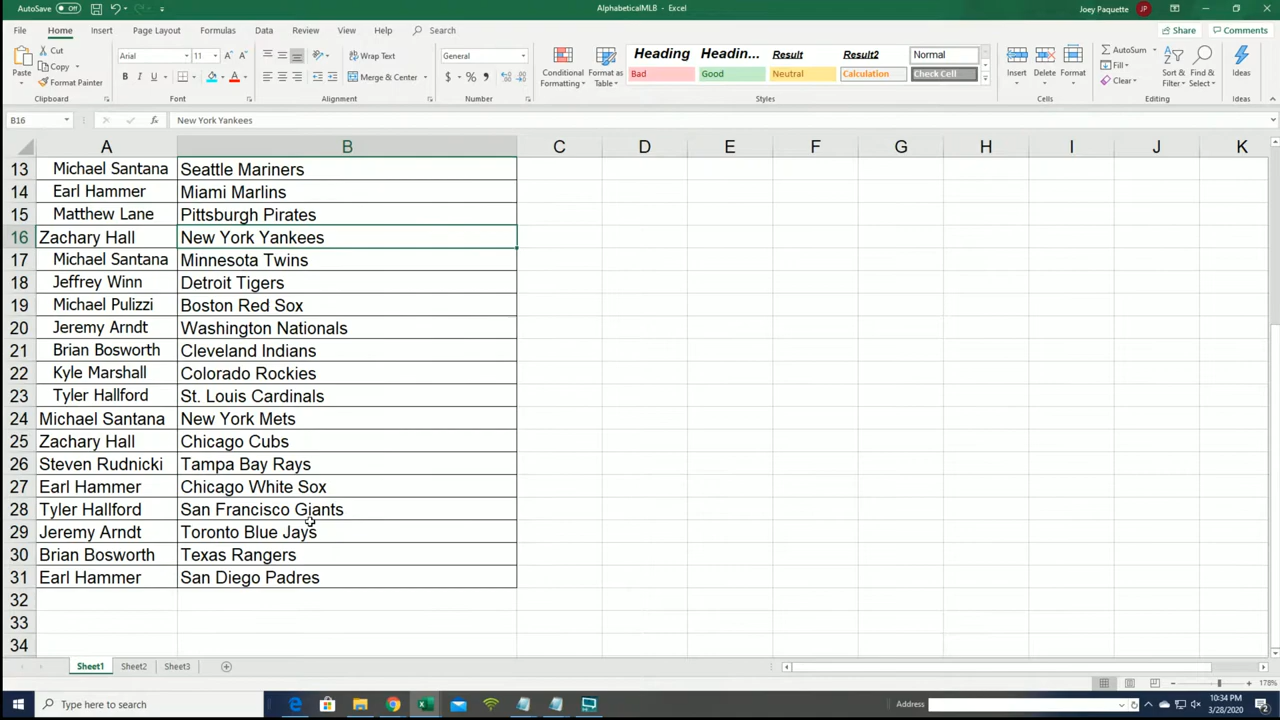 AutoSave Off AlphabeticalMLB - Excel Joey Paquette JP
File Home Insert Page Layout Formulas Data Review View Help Search Share Comments
Paste Cut Copy Format Painter Clipboard
Arial 11 B I U Font
Wrap Text Merge & Center Alignment
General $ % , Number
Conditional Formatting Format as Table
Heading Headin... Result Result2 Normal
Bad Good Neutral Calculation Check Cell
Styles
Insert Delete Format Cells
AutoSum Fill Clear Sort & Filter Find & Select Editing
Ideas Ideas
B16 fx New York Yankees
A B C D E F G H I J K
13 Michael Santana Seattle Mariners
14 Earl Hammer Miami Marlins
15 Matthew Lane Pittsburgh Pirates
16 Zachary Hall New York Yankees
17 Michael Santana Minnesota Twins
18 Jeffrey Winn Detroit Tigers
19 Michael Pulizzi Boston Red Sox
20 Jeremy Arndt Washington Nationals
21 Brian Bosworth Cleveland Indians
22 Kyle Marshall Colorado Rockies
23 Tyler Hallford St. Louis Cardinals
24 Michael Santana New York Mets
25 Zachary Hall Chicago Cubs
26 Steven Rudnicki Tampa Bay Rays
27 Earl Hammer Chicago White Sox
28 Tyler Hallford San Francisco Giants
29 Jeremy Arndt Toronto Blue Jays
30 Brian Bosworth Texas Rangers
31 Earl Hammer San Diego Padres
32
33
34
Sheet1 Sheet2 Sheet3
178%
Type here to search Address 10:34 PM
3/28/2020